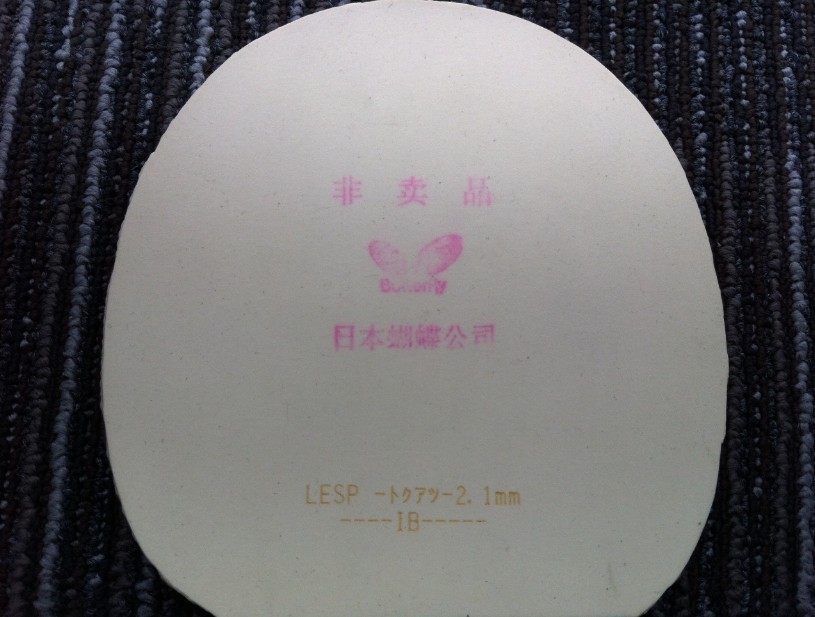 非 卖 品
Butterfly
日本蝴蝶公司
LESP -ﾄｸｱﾂ-2.1mm
----IB-----